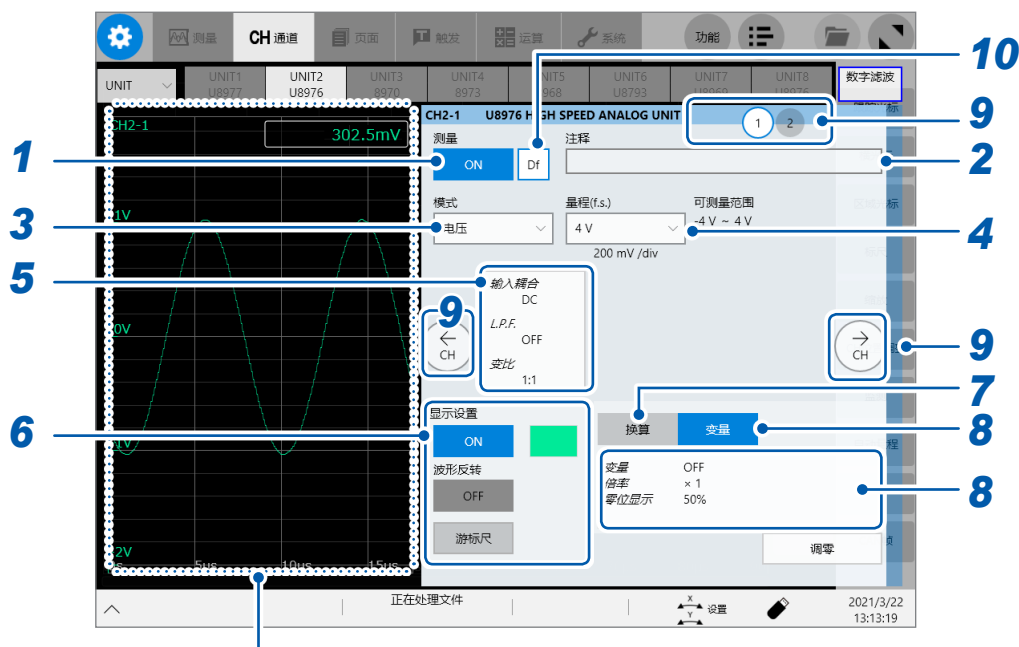 测量 CH 通道 页面 触发 运算 系统 功能
10
UNIT UNIT1 UNIT2 UNIT3 UNIT4 UNIT5 UNIT6 UNIT7 UNIT8 数字滤波
U8977 U8976 8970 8973 U8793 U8969
CH2-1 U8976 HIGH SPEED ANALOG UNIT 1 2
9
CH2-1
302.5mV
测量 注释
1
ON Df
2
模式 量程(f.s.) 可测量范围
3
电压 4 V -4 V ~ 4 V
4
200 mV /div
1V
5
输入耦合
DC
L.P.F.
OFF
变比
1:1
0V
9
CH
CH
9
7
显示设置
换算 变量
8
6
ON
-1V
波形反转
OFF
游标尺
变量 OFF
倍率 × 1
零位显示 50%
8
调零
5us 10us 15us
正在处理文件
X
Y
设置
2021/3/22
13:13:19